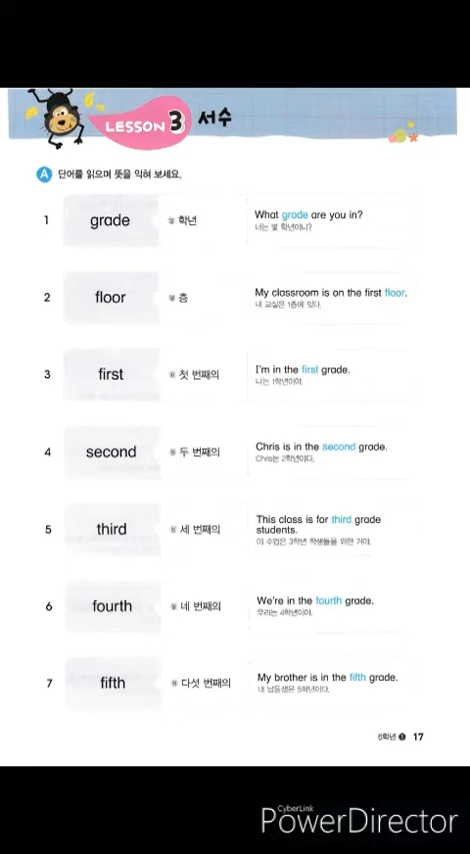 LESSON 3 서수
A 단어를 읽으며 뜻을 익혀 보세요.
1 grade 명 학년 What grade are you in?
너는 몇 학년이니?
2 floor 명 층 My classroom is on the first floor.
내 교실은 1층에 있다.
3 first 형 첫 번째의 I'm in the first grade.
나는 1학년이야.
4 second 형 두 번째의 Chris is in the second grade.
Chris는 2학년이다.
5 third 형 세 번째의 This class is for third grade
students.
이 수업은 3학년 학생들을 위한 거야.
6 fourth 형 네 번째의 We're in the fourth grade.
우리는 4학년이야.
7 fifth 형 다섯 번째의 My brother is in the fifth grade.
내 남동생은 5학년이다.
6학년 1 17
CyberLink
PowerDirector